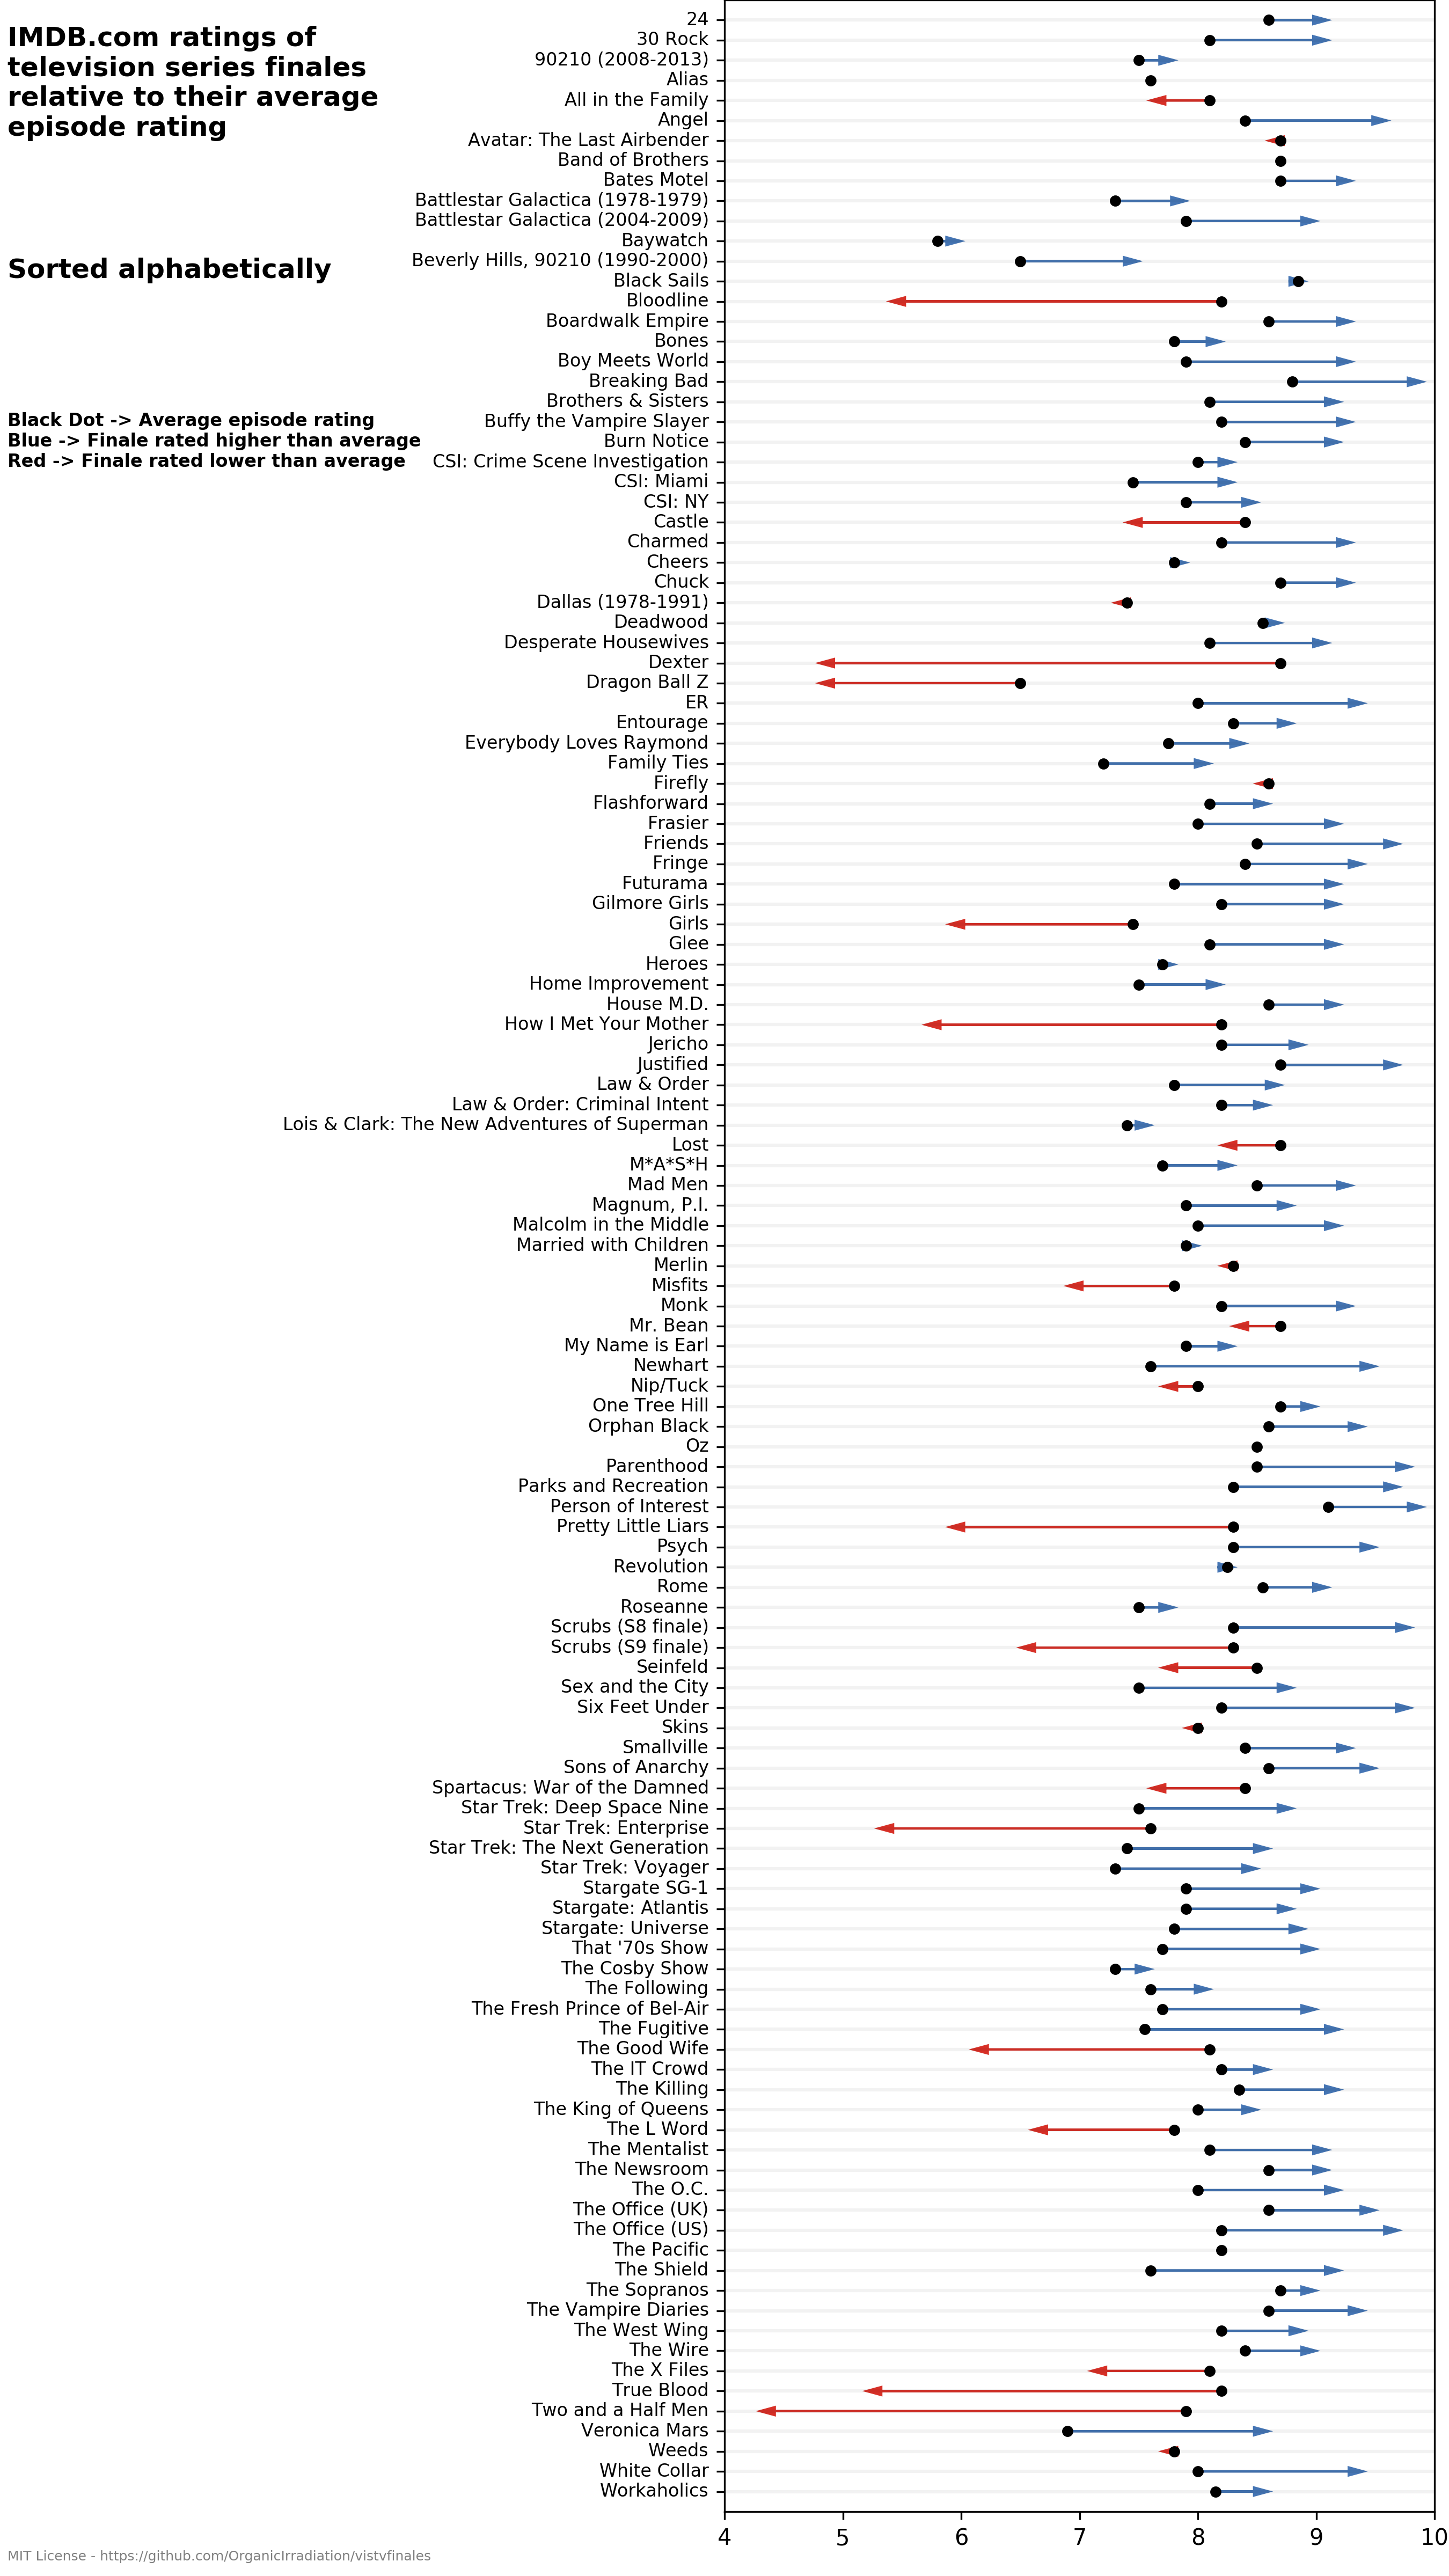 IMDB.com ratings of
television series finales
relative to their average
episode rating
Sorted alphabetically
Black Dot -> Average episode rating
Blue -> Finale rated higher than average
Red -> Finale rated lower than average
24
30 Rock
90210 (2008-2013)
Alias
All in the Family
Angel
Avatar: The Last Airbender
Band of Brothers
Bates Motel
Battlestar Galactica (1978-1979)
Battlestar Galactica (2004-2009)
Baywatch
Beverly Hills, 90210 (1990-2000)
Black Sails
Bloodline
Boardwalk Empire
Bones
Boy Meets World
Breaking Bad
Brothers & Sisters
Buffy the Vampire Slayer
Burn Notice
CSI: Crime Scene Investigation
CSI: Miami
CSI: NY
Castle
Charmed
Cheers
Chuck
Dallas (1978-1991)
Deadwood
Desperate Housewives
Dexter
Dragon Ball Z
ER
Entourage
Everybody Loves Raymond
Family Ties
Firefly
Flashforward
Frasier
Friends
Fringe
Futurama
Gilmore Girls
Girls
Glee
Heroes
Home Improvement
House M.D.
How I Met Your Mother
Jericho
Justified
Law & Order
Law & Order: Criminal Intent
Lois & Clark: The New Adventures of Superman
Lost
M*A*S*H
Mad Men
Magnum, P.I.
Malcolm in the Middle
Married with Children
Merlin
Misfits
Monk
Mr. Bean
My Name is Earl
Newhart
Nip/Tuck
One Tree Hill
Orphan Black
Oz
Parenthood
Parks and Recreation
Person of Interest
Pretty Little Liars
Psych
Revolution
Rome
Roseanne
Scrubs (S8 finale)
Scrubs (S9 finale)
Seinfeld
Sex and the City
Six Feet Under
Skins
Smallville
Sons of Anarchy
Spartacus: War of the Damned
Star Trek: Deep Space Nine
Star Trek: Enterprise
Star Trek: The Next Generation
Star Trek: Voyager
Stargate SG-1
Stargate: Atlantis
Stargate: Universe
That '70s Show
The Cosby Show
The Following
The Fresh Prince of Bel-Air
The Fugitive
The Good Wife
The IT Crowd
The Killing
The King of Queens
The L Word
The Mentalist
The Newsroom
The O.C.
The Office (UK)
The Office (US)
The Pacific
The Shield
The Sopranos
The Vampire Diaries
The West Wing
The Wire
The X Files
True Blood
Two and a Half Men
Veronica Mars
Weeds
White Collar
Workaholics
4 5 6 7 8 9 10
MIT License - https://github.com/OrganicIrradiation/vistvfinales